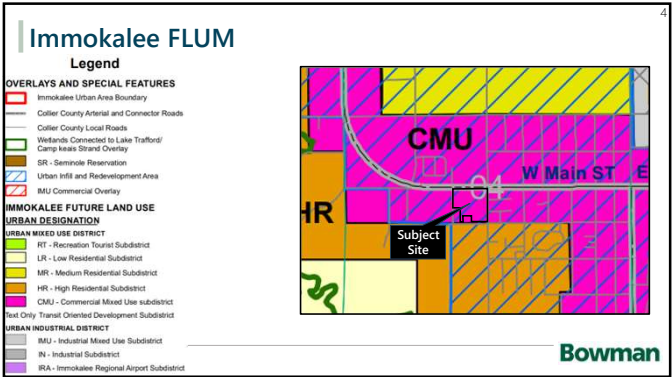 4
Immokalee FLUM
Legend
OVERLAYS AND SPECIAL FEATURES
Immokalee Urban Area Boundary
Collier County Arterial and Connector Roads
Collier County Local Roads
Wetlands Connected to Lake Trafford/
Camp keais Strand Overlay
SR - Seminole Reservation
Urban Infill and Redevelopment Area
IMU Commercial Overlay
IMMOKALEE FUTURE LAND USE
URBAN DESIGNATION
URBAN MIXED USE DISTRICT
RT - Recreation Tourist Subdistrict
LR - Low Residential Subdistrict
MR - Medium Residential Subdistrict
HR - High Residential Subdistrict
CMU - Commercial Mixed Use subdistrict
Text Only Transit Oriented Development Subdistrict
URBAN INDUSTRIAL DISTRICT
IMU - Industrial Mixed Use Subdistrict
IN - Industrial Subdistrict
IRA - Immokalee Regional Airport Subdistrict
CMU
W Main ST E
04
HR
Subject
Site
Bowman